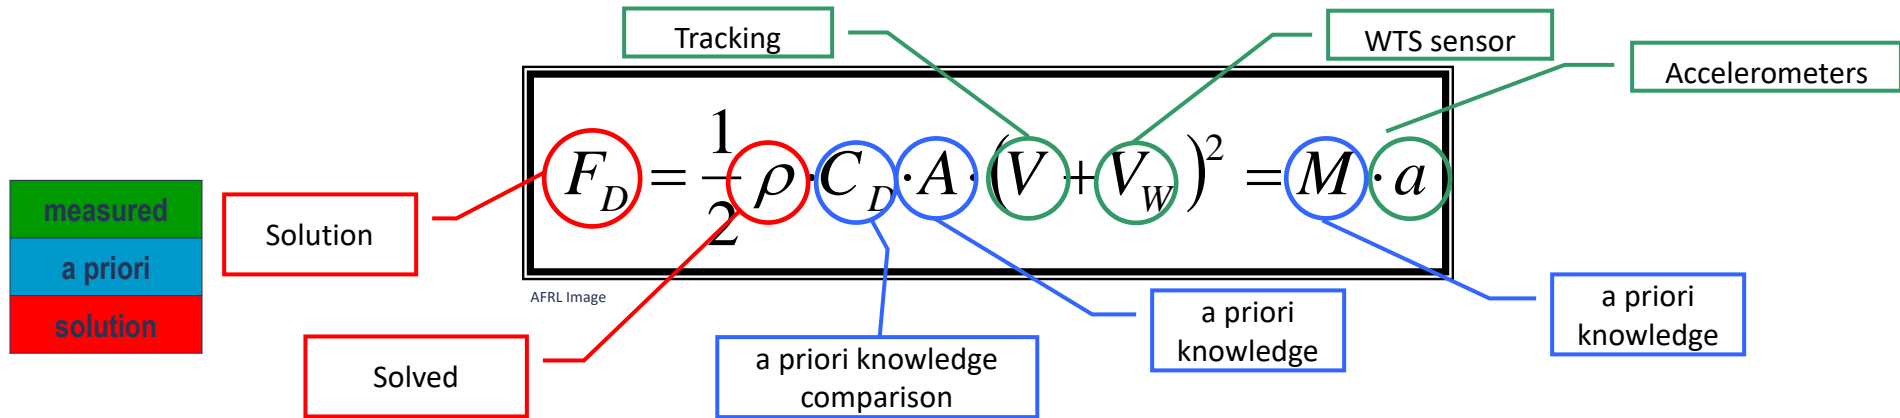 Tracking
WTS sensor
Accelerometers
F_D = 1/2 ρ · C_D · A · (V + V_W)^2 = M · a
measured
a priori
solution
Solution
AFRL Image
Solved
a priori knowledge
comparison
a priori
knowledge
a priori
knowledge